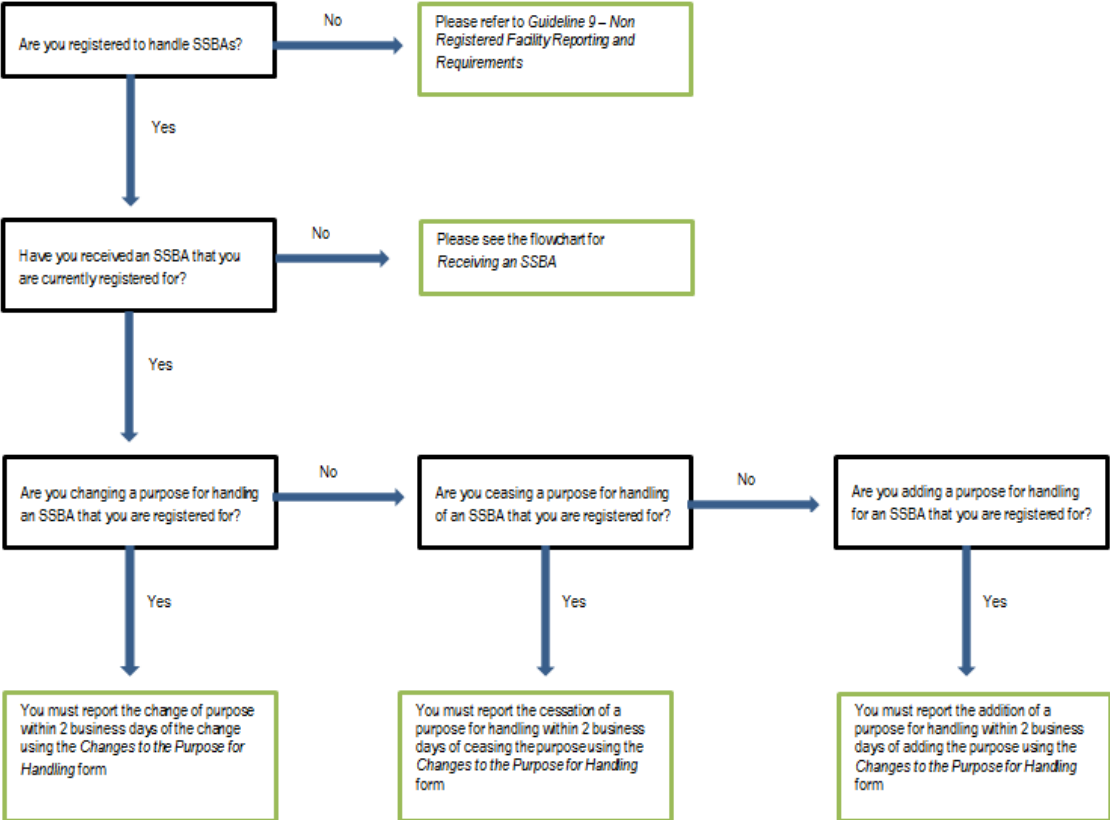 Are you registered to handle SSBAs?
No
Please refer to Guideline 9 – Non
Registered Facility Reporting and
Requirements
Yes
Have you received an SSBA that you
are currently registered for?
No
Please see the flowchart for
Receiving an SSBA
Yes
Are you changing a purpose for handling
an SSBA that you are registered for?
No
Are you ceasing a purpose for handling
of an SSBA that you are registered for?
No
Are you adding a purpose for handling
for an SSBA that you are registered for?
Yes
Yes
Yes
You must report the change of purpose
within 2 business days of the change
using the Changes to the Purpose for
Handling form
You must report the cessation of a
purpose for handling within 2 business
days of ceasing the purpose using the
Changes to the Purpose for Handling
form
You must report the addition of a
purpose for handling within 2 business
days of adding the purpose using the
Changes to the Purpose for Handling
form